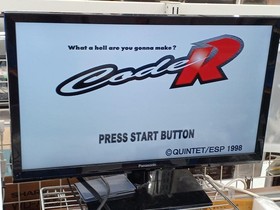 What a hell are you gonna make?
Code R
PRESS START BUTTON
©QUINTET/ESP 1998
Panasonic